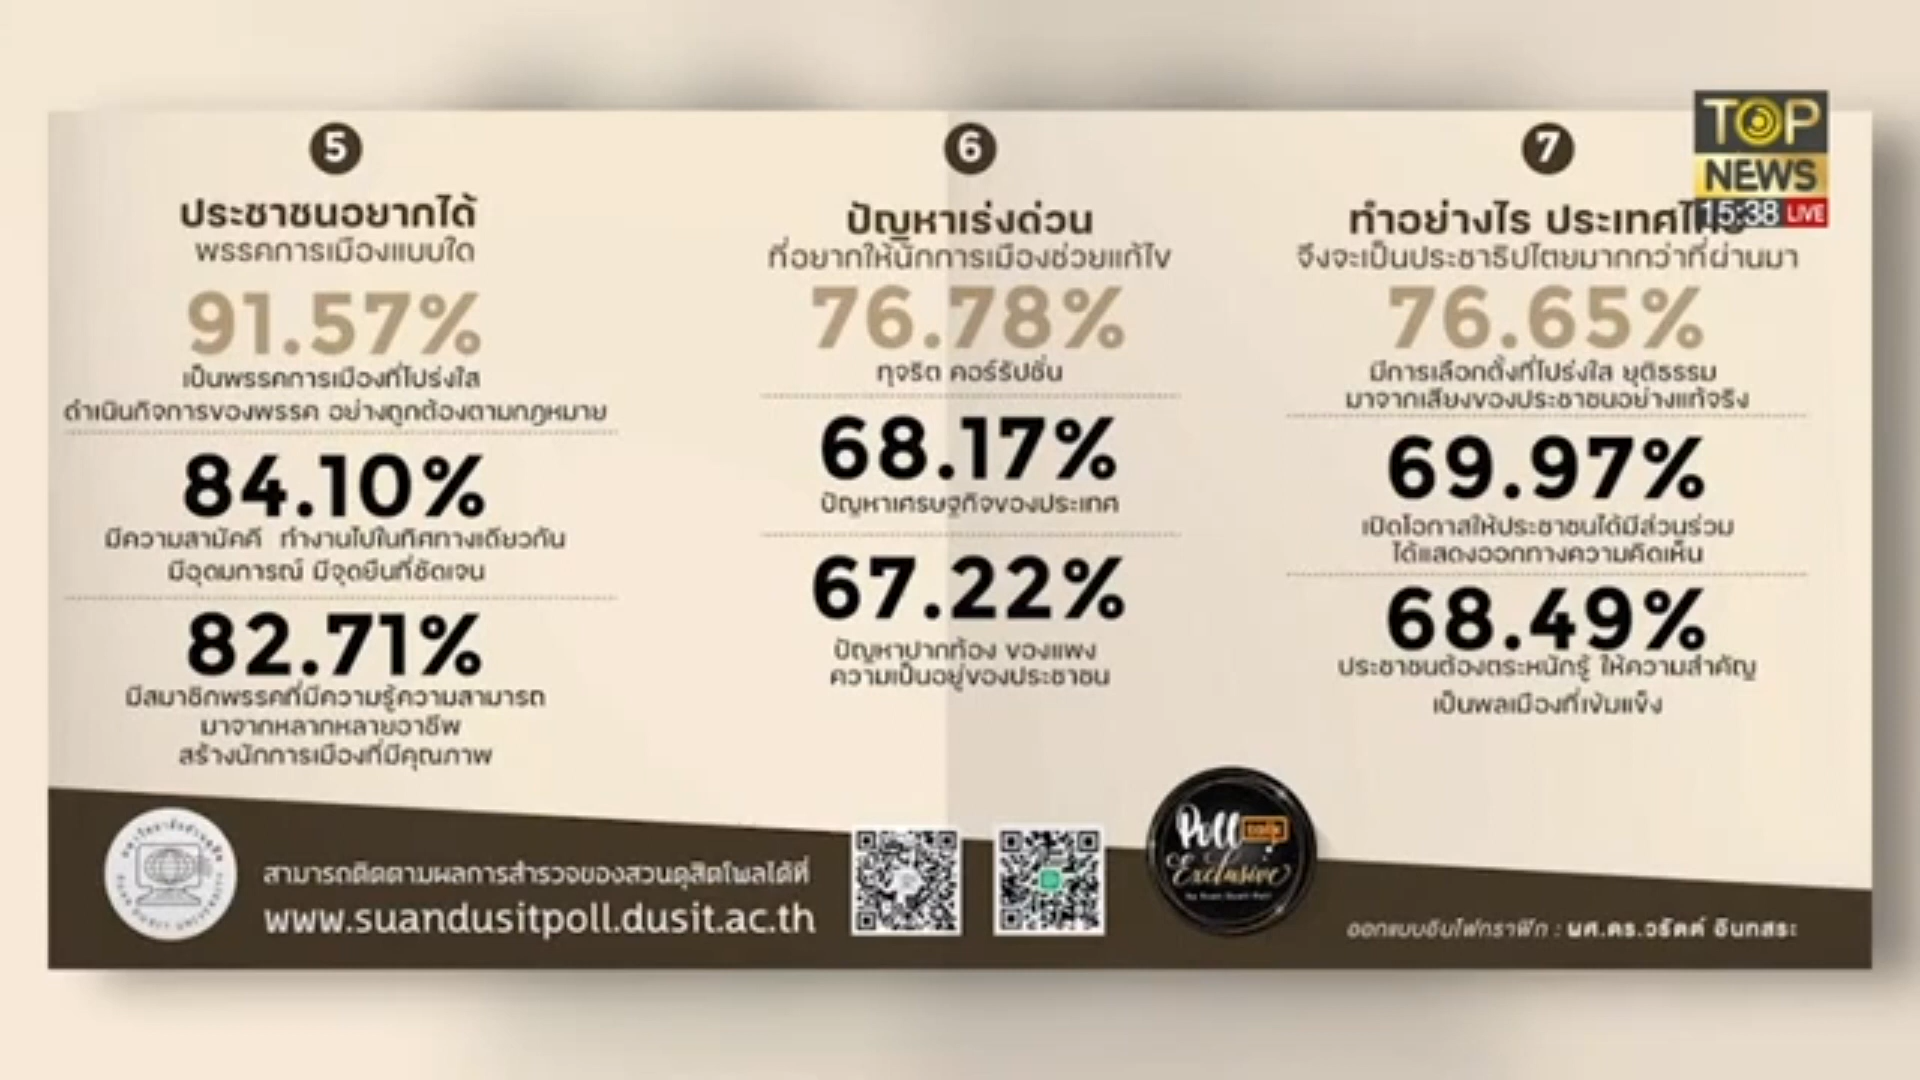 TOP
NEWS
15:38 LIVE
5
ประชาชนอยากได้
พรรคการเมืองแบบใด
91.57%
เป็นพรรคการเมืองที่โปร่งใส
ดำเนินกิจการของพรรค อย่างถูกต้องตามกฎหมาย
84.10%
มีความสามัคคี ทำงานไปในทิศทางเดียวกัน
มีอุดมการณ์ มีจุดยืนที่ชัดเจน
82.71%
มีสมาชิกพรรคที่มีความรู้ความสามารถ
มาจากหลากหลายอาชีพ
สร้างนักการเมืองที่มีคุณภาพ
6
ปัญหาเร่งด่วน
ที่อยากให้นักการเมืองช่วยแก้ไข
76.78%
ทุจริต คอร์รัปชั่น
68.17%
ปัญหาเศรษฐกิจของประเทศ
67.22%
ปัญหาปากท้อง ของแพง
ความเป็นอยู่ของประชาชน
7
ทำอย่างไร ประเทศ
จึงจะเป็นประชาธิปไตยมากกว่าที่ผ่านมา
76.65%
มีการเลือกตั้งที่โปร่งใส ยุติธรรม
มาจากเสียงของประชาชนอย่างแท้จริง
69.97%
เปิดโอกาสให้ประชาชนได้มีส่วนร่วม
ได้แสดงออกทางความคิดเห็น
68.49%
ประชาชนต้องตระหนักรู้ ให้ความสำคัญ
เป็นพลเมืองที่เข้มแข็ง
สามารถติดตามผลการสำรวจของสวนดุสิตโพลได้ที่
www.suandusitpoll.dusit.ac.th
Poll
Exclusive
By Suan Dusit Poll
ออกแบบอินโฟกราฟิก : ผศ.ดร.วรัตต์ อินทสระ